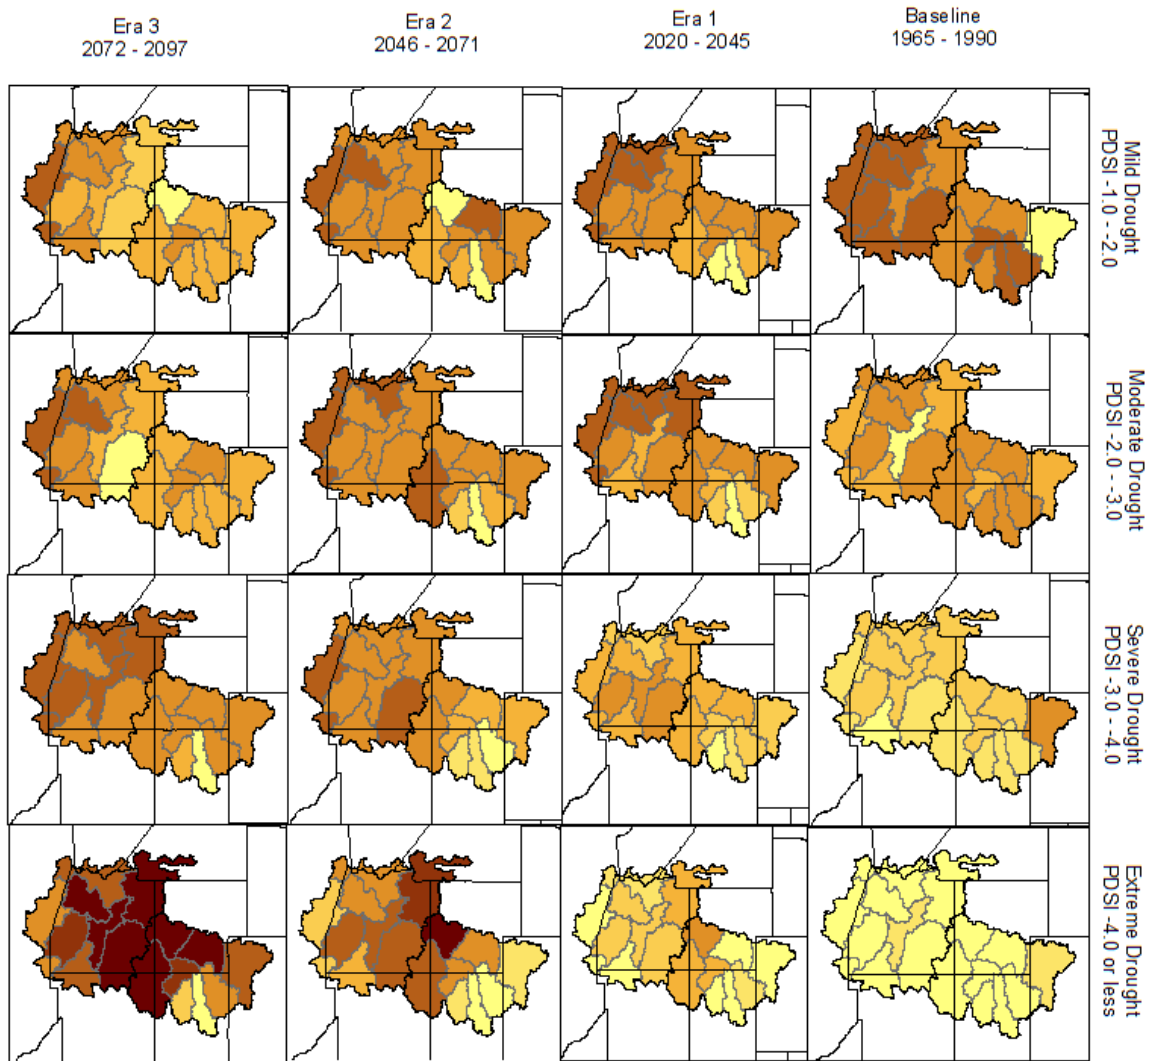 Era 3
2072 - 2097
Era 2
2046 - 2071
Era 1
2020 - 2045
Baseline
1965 - 1990
Mild Drought
PDSI -1.0 - -2.0
Moderate Drought
PDSI -2.0 - -3.0
Severe Drought
PDSI -3.0 - -4.0
Extreme Drought
PDSI -4.0 or less